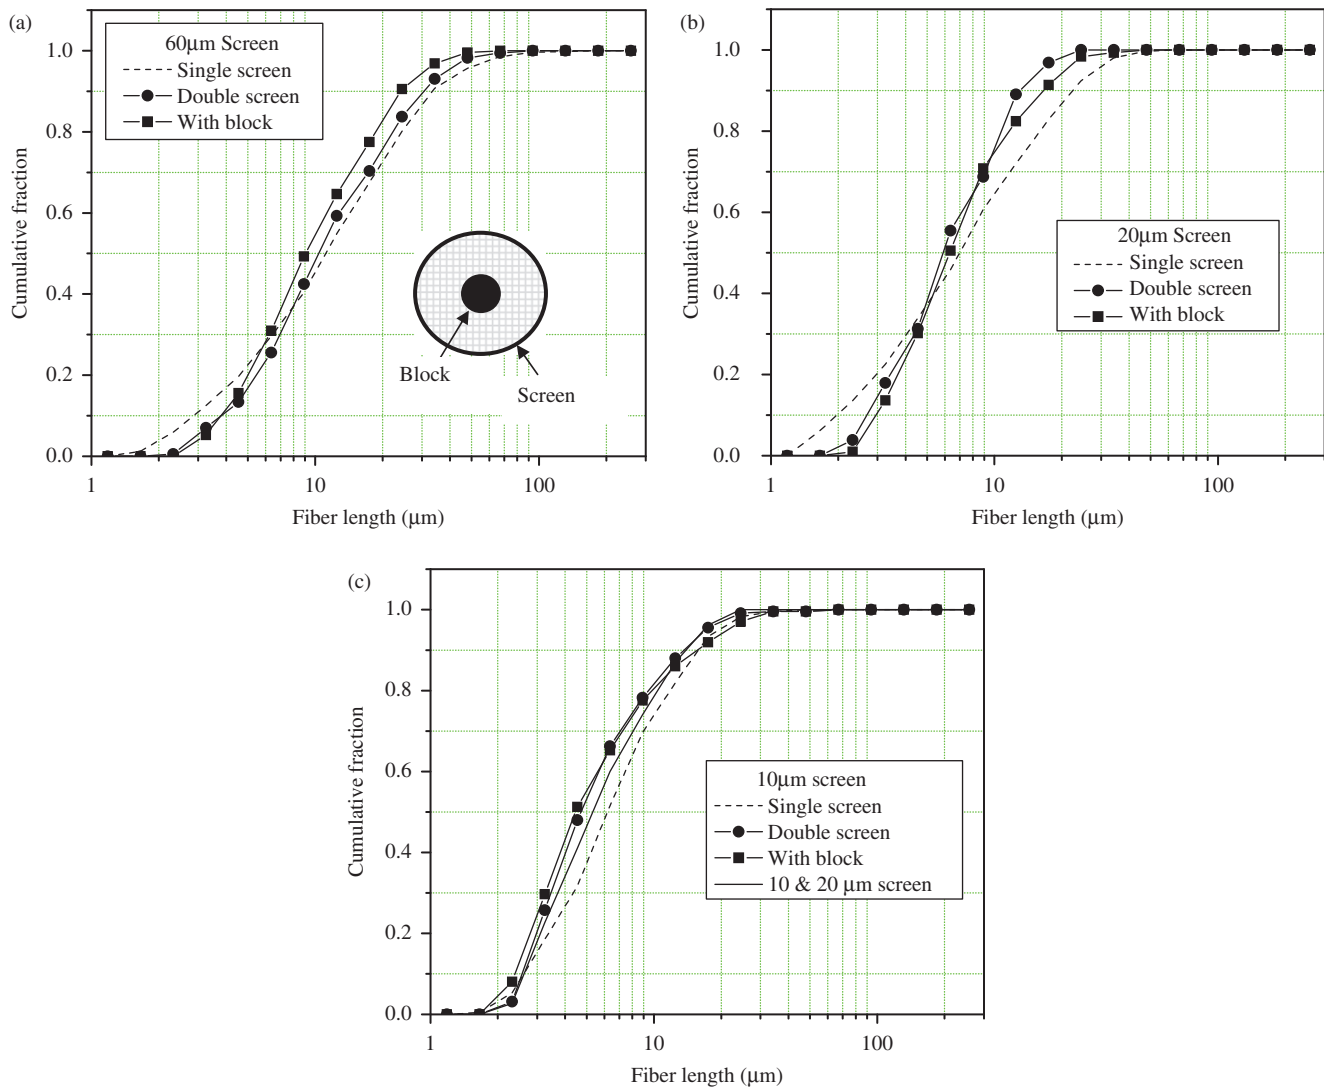 (a)
60μm Screen
Single screen
Double screen
With block
1.0
0.8
0.6
0.4
0.2
0.0
Cumulative fraction
Block
Screen
1
10
100
Fiber length (μm)
(b)
20μm Screen
Single screen
Double screen
With block
1.0
0.8
0.6
0.4
0.2
0.0
Cumulative fraction
1
10
100
Fiber length (μm)
(c)
10μm screen
Single screen
Double screen
With block
10 & 20 μm screen
1.0
0.8
0.6
0.4
0.2
0.0
Cumulative fraction
1
10
100
Fiber length (μm)